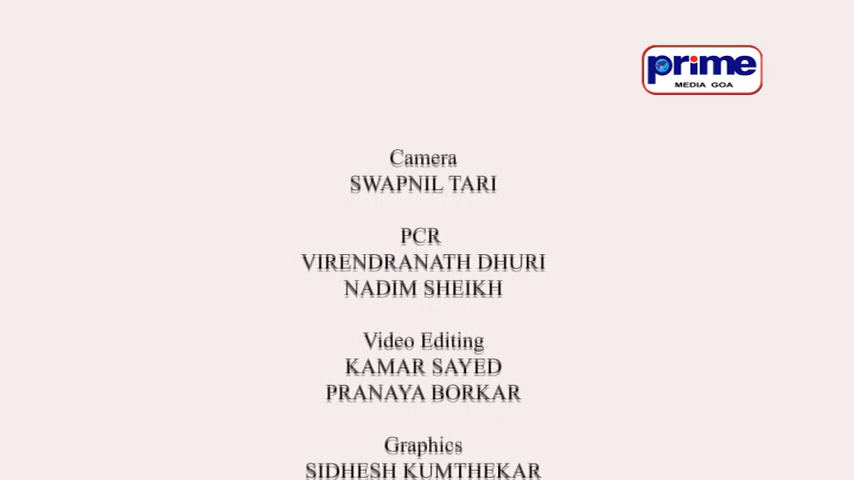 prime
MEDIA GOA
Camera
SWAPNIL TARI
PCR
VIRENDRANATH DHURI
NADIM SHEIKH
Video Editing
KAMAR SAYED
PRANAYA BORKAR
Graphics
SIDHESH KUMTHEKAR